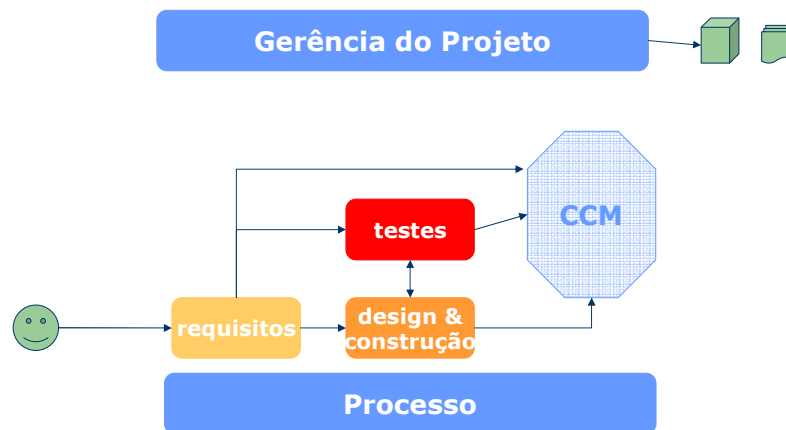 Gerência do Projeto
CCM
testes
requisitos
design &
construção
Processo